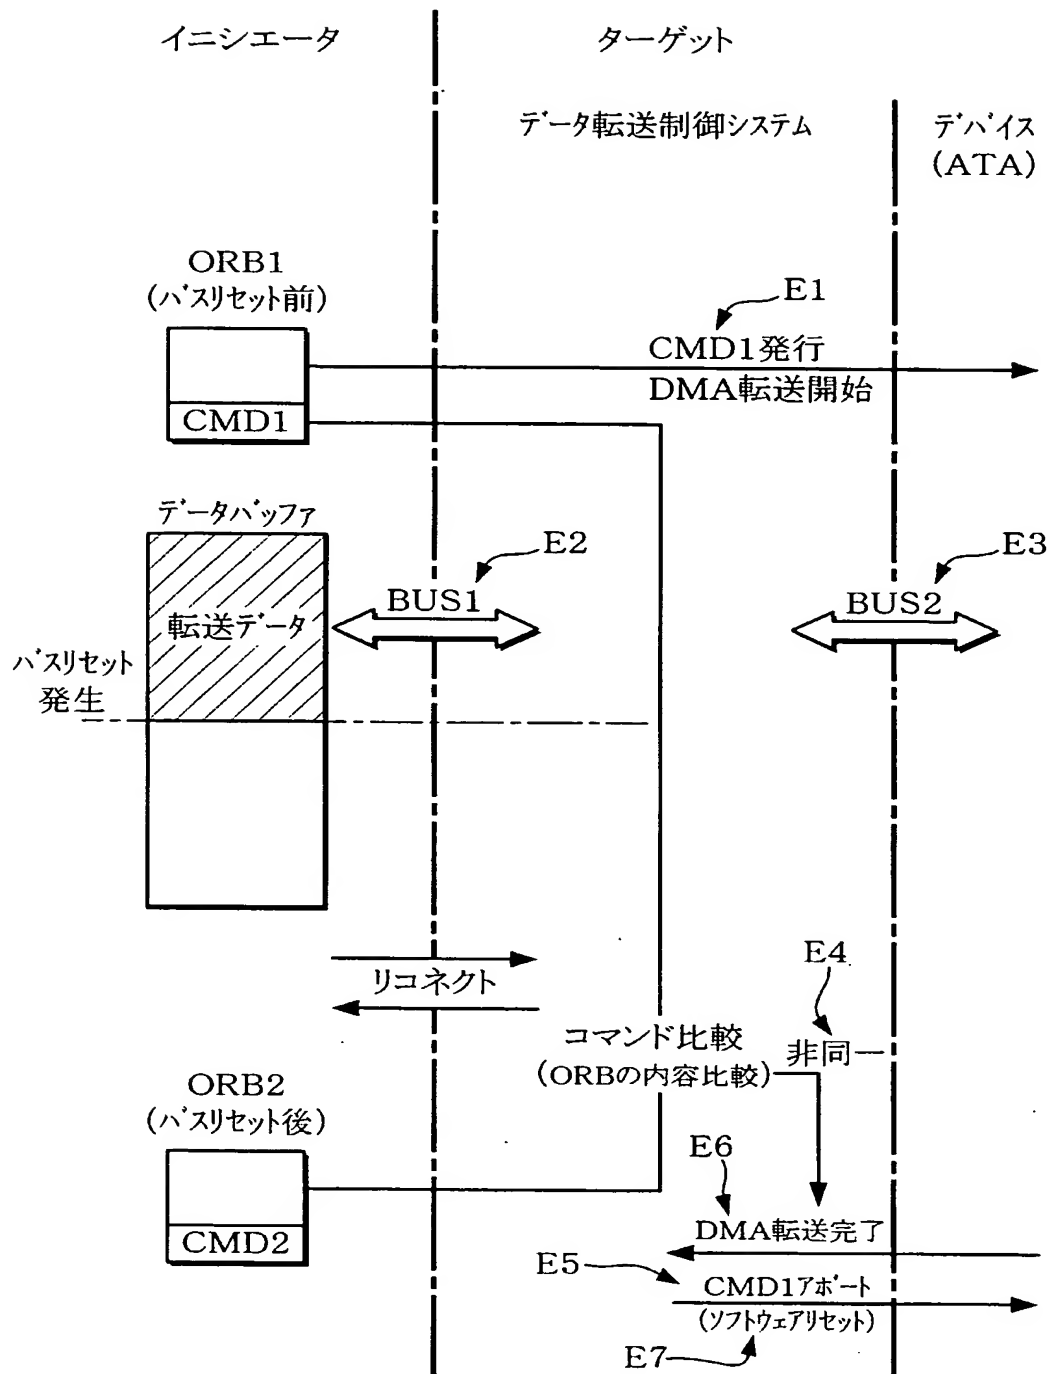 イニシエータ
ターゲット
データ転送制御システム
デバイス
(ATA)
ORB1
(バスリセット前)
CMD1
E1
CMD1発行
DMA転送開始
データバッファ
転送データ
E2
BUS1
E3
BUS2
バスリセット
発生
リコネクト
E4
コマンド比較
(ORBの内容比較)
非同一
ORB2
(バスリセット後)
CMD2
E6
DMA転送完了
E5
CMD1アボート
(ソフトウェアリセット)
E7